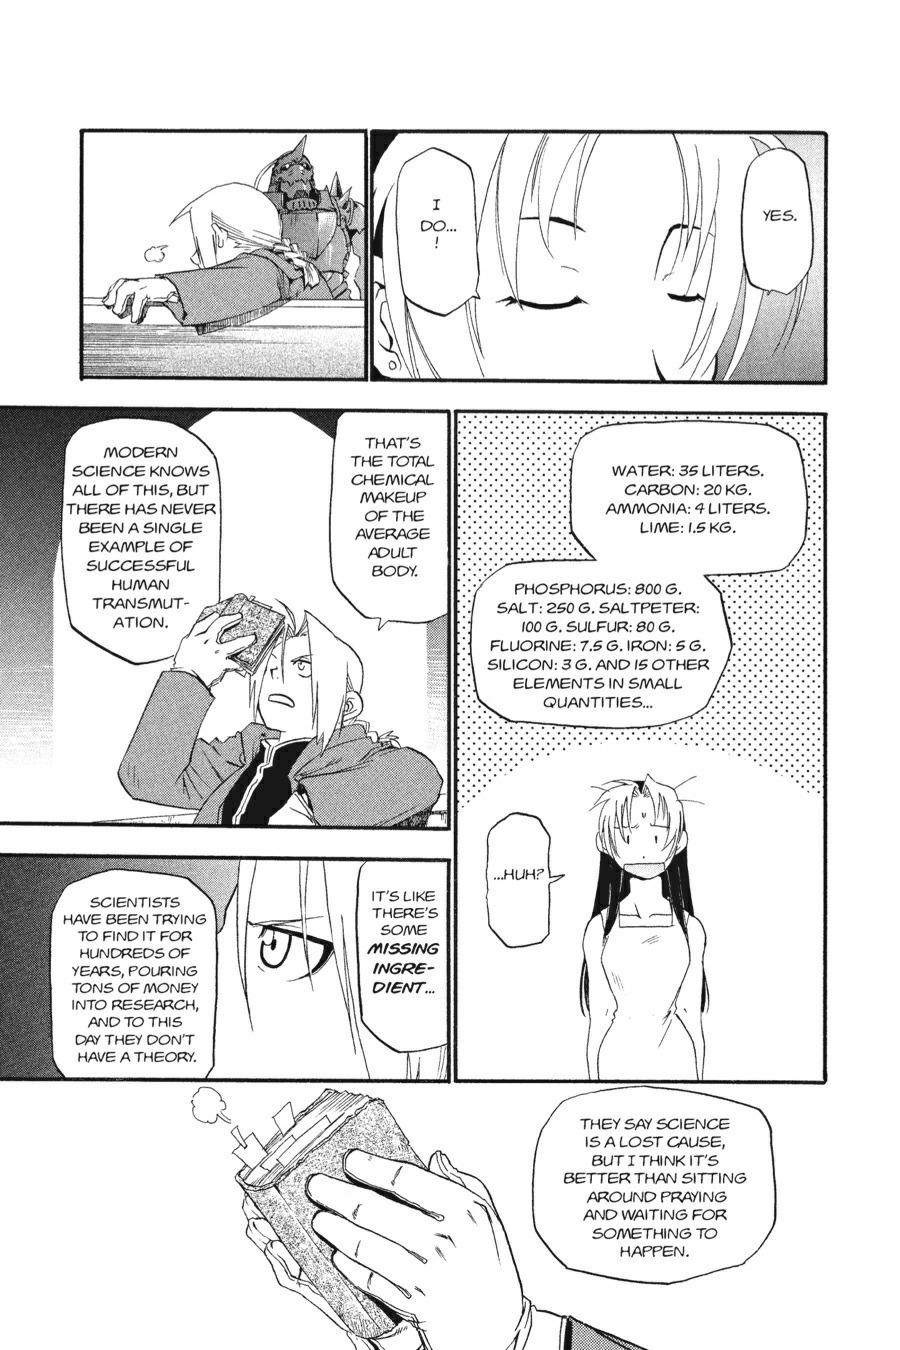 YES.
I
DO...
!
WATER: 35 LITERS.
CARBON: 20 KG.
AMMONIA: 4 LITERS.
LIME: 1.5 KG.
PHOSPHORUS: 800 G.
SALT: 250 G. SALTPETER:
100 G. SULFUR: 80 G.
FLUORINE: 7.5 G. IRON: 5 G.
SILICON: 3 G. AND 15 OTHER
ELEMENTS IN SMALL
QUANTITIES...
...HUH?
THAT'S
THE TOTAL
CHEMICAL
MAKEUP
OF THE
AVERAGE
ADULT
BODY.
MODERN
SCIENCE KNOWS
ALL OF THIS, BUT
THERE HAS NEVER
BEEN A SINGLE
EXAMPLE OF
SUCCESSFUL
HUMAN
TRANSMUT-
ATION.
IT'S LIKE
THERE'S
SOME
MISSING
INGRE-
DIENT...
SCIENTISTS
HAVE BEEN TRYING
TO FIND IT FOR
HUNDREDS OF
YEARS, POURING
TONS OF MONEY
INTO RESEARCH,
AND TO THIS
DAY THEY DON'T
HAVE A THEORY.
THEY SAY SCIENCE
IS A LOST CAUSE,
BUT I THINK IT'S
BETTER THAN SITTING
AROUND PRAYING
AND WAITING FOR
SOMETHING TO
HAPPEN.